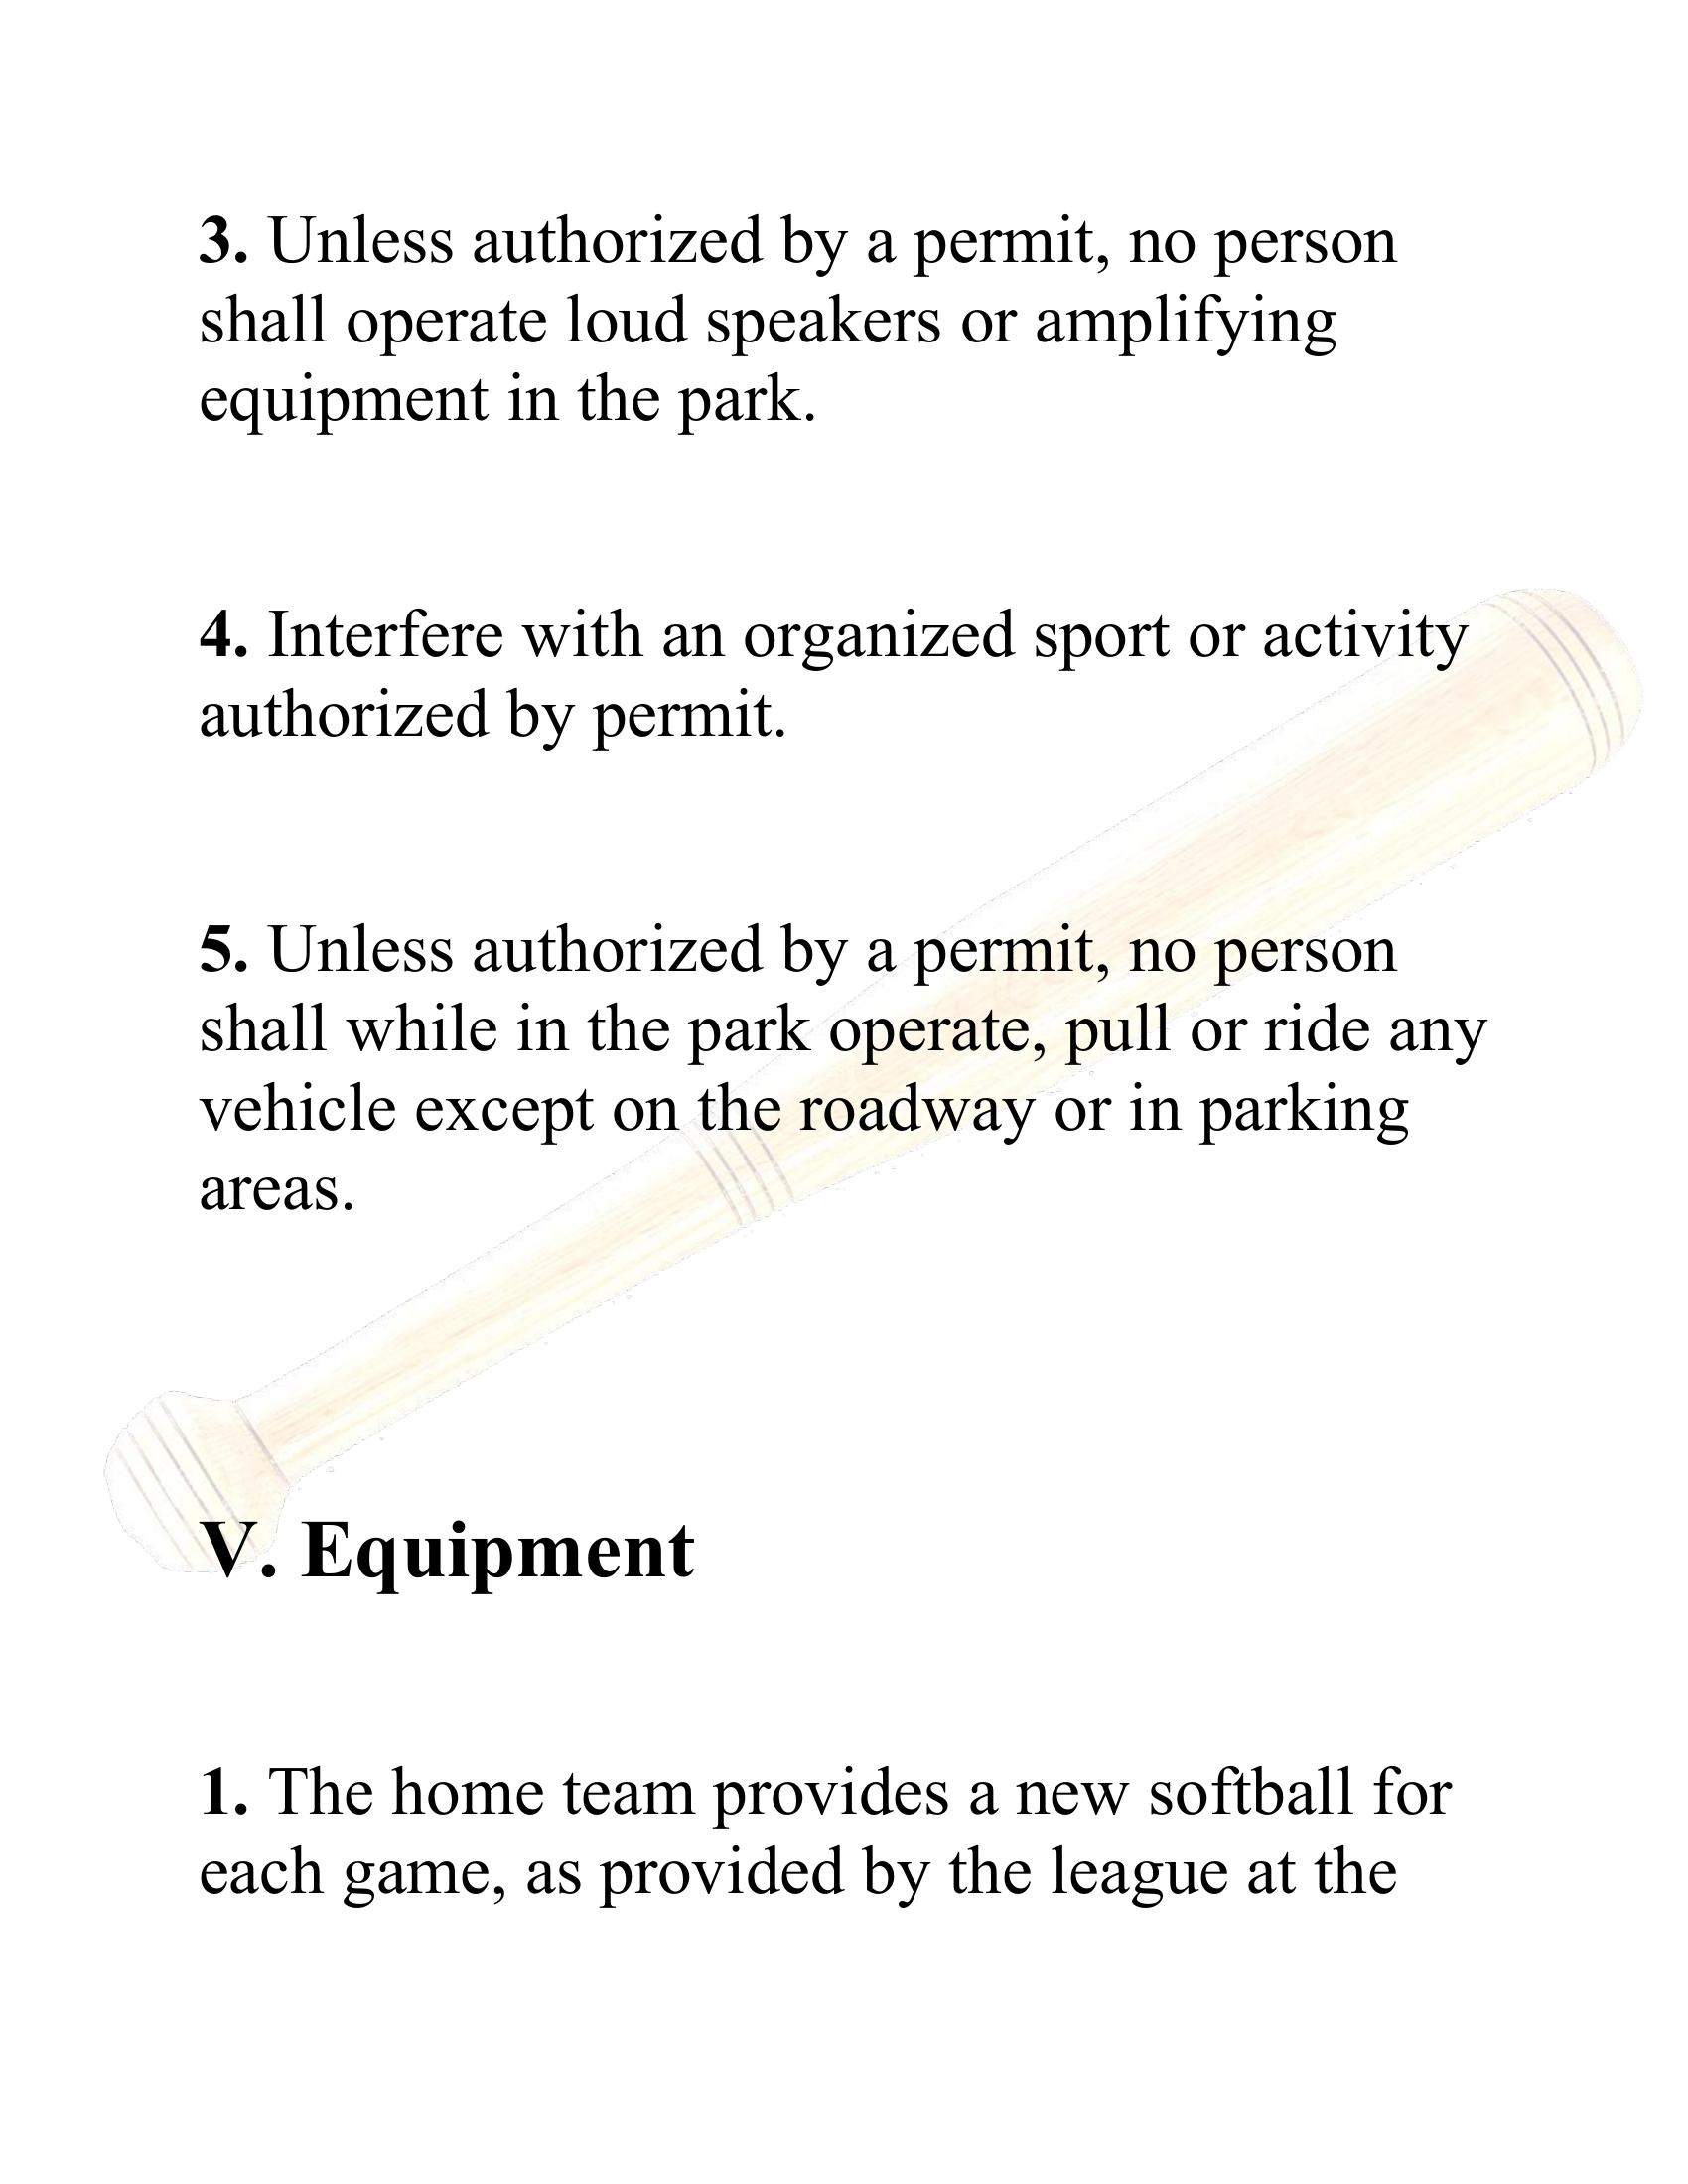 3. Unless authorized by a permit, no person
shall operate loud speakers or amplifying
equipment in the park.
4. Interfere with an organized sport or activity
authorized by permit.
5. Unless authorized by a permit, no person
shall while in the park operate, pull or ride any
vehicle except on the roadway or in parking
areas.
V. Equipment
1. The home team provides a new softball for
each game, as provided by the league at the